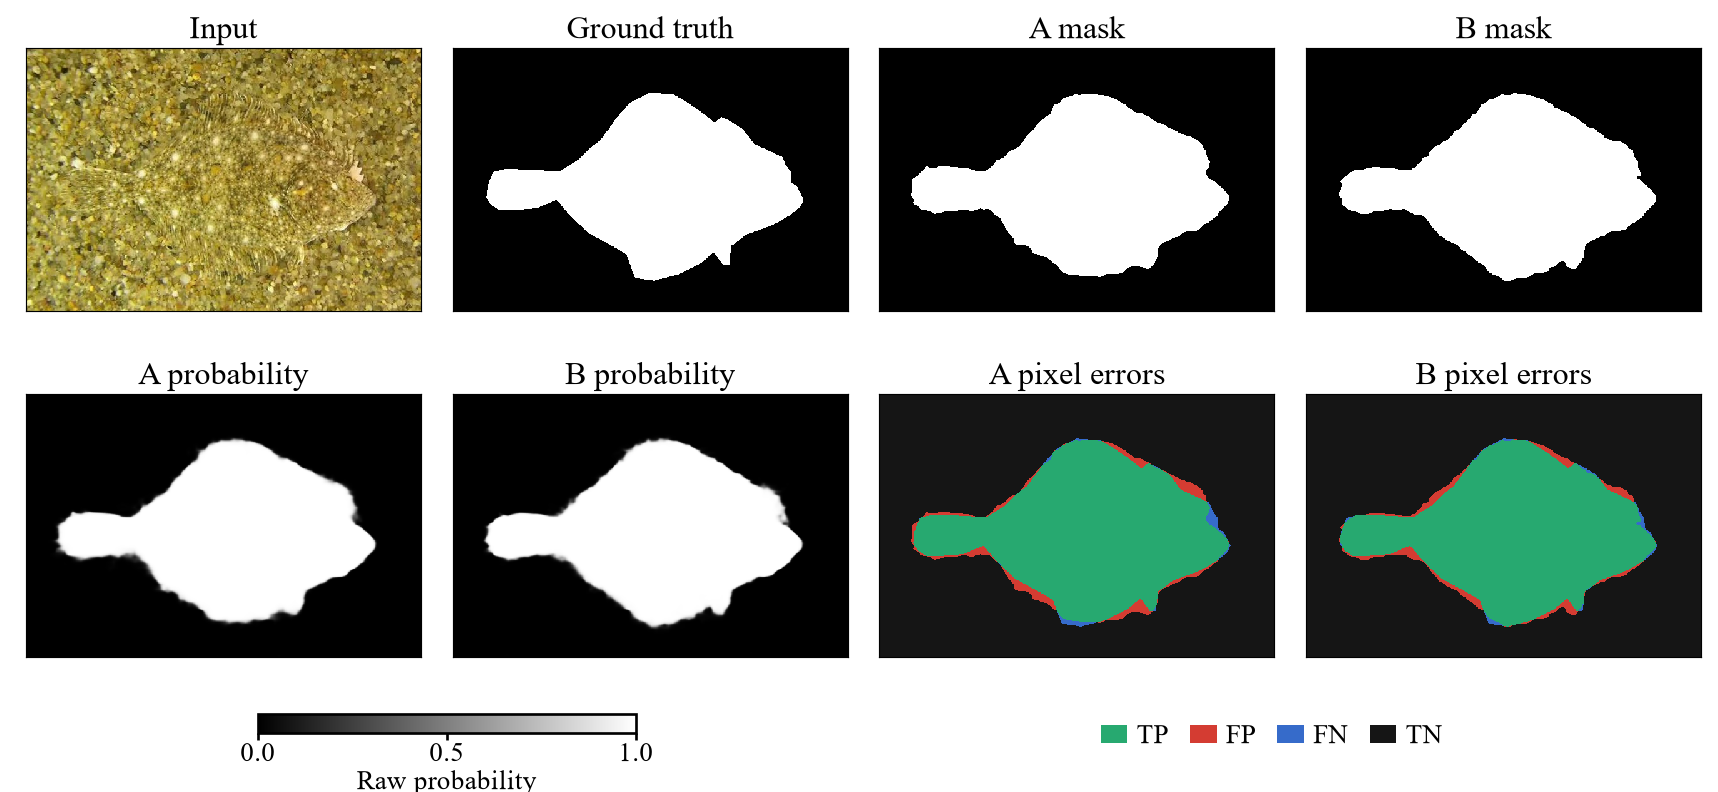 Input
Ground truth
A mask
B mask
A probability
B probability
A pixel errors
B pixel errors
0.0
0.5
1.0
Raw probability
TP
FP
FN
TN